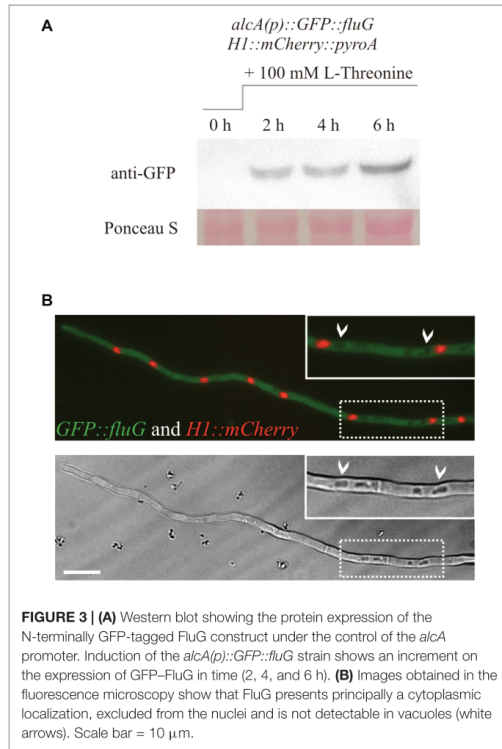 A
alcA(p)::GFP::fluG
H1::mCherry::pyroA
+ 100 mM L-Threonine
0 h 2 h 4 h 6 h
anti-GFP
Ponceau S
B
GFP::fluG and H1::mCherry
FIGURE 3 | (A) Western blot showing the protein expression of the
N-terminally GFP-tagged FluG construct under the control of the alcA
promoter. Induction of the alcA(p)::GFP::fluG strain shows an increment on
the expression of GFP–FluG in time (2, 4, and 6 h). (B) Images obtained in the
fluorescence microscopy show that FluG presents principally a cytoplasmic
localization, excluded from the nuclei and is not detectable in vacuoles (white
arrows). Scale bar = 10 μm.